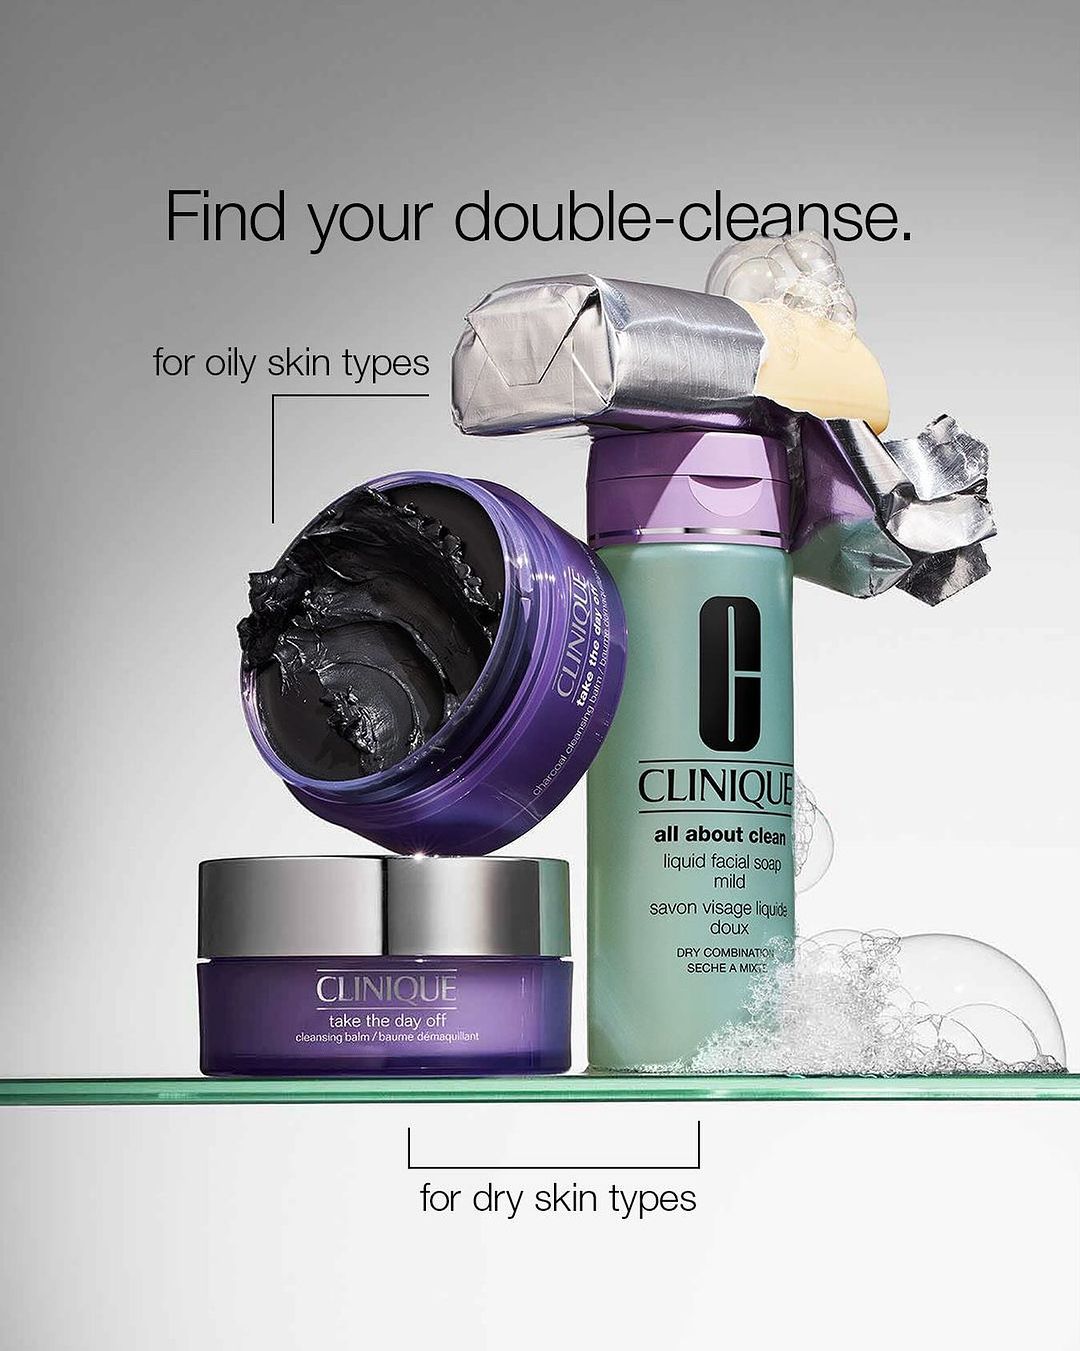 Find your double-cleanse.
for oily skin types
CLINIQUE
take the day off
charcoal cleansing balm / baume
C
CLINIQUE
all about clean
liquid facial soap
mild
savon visage liquide
doux
DRY COMBINATION
SECHE A MIXTE
CLINIQUE
take the day off
cleansing balm / baume démaquillant
for dry skin types